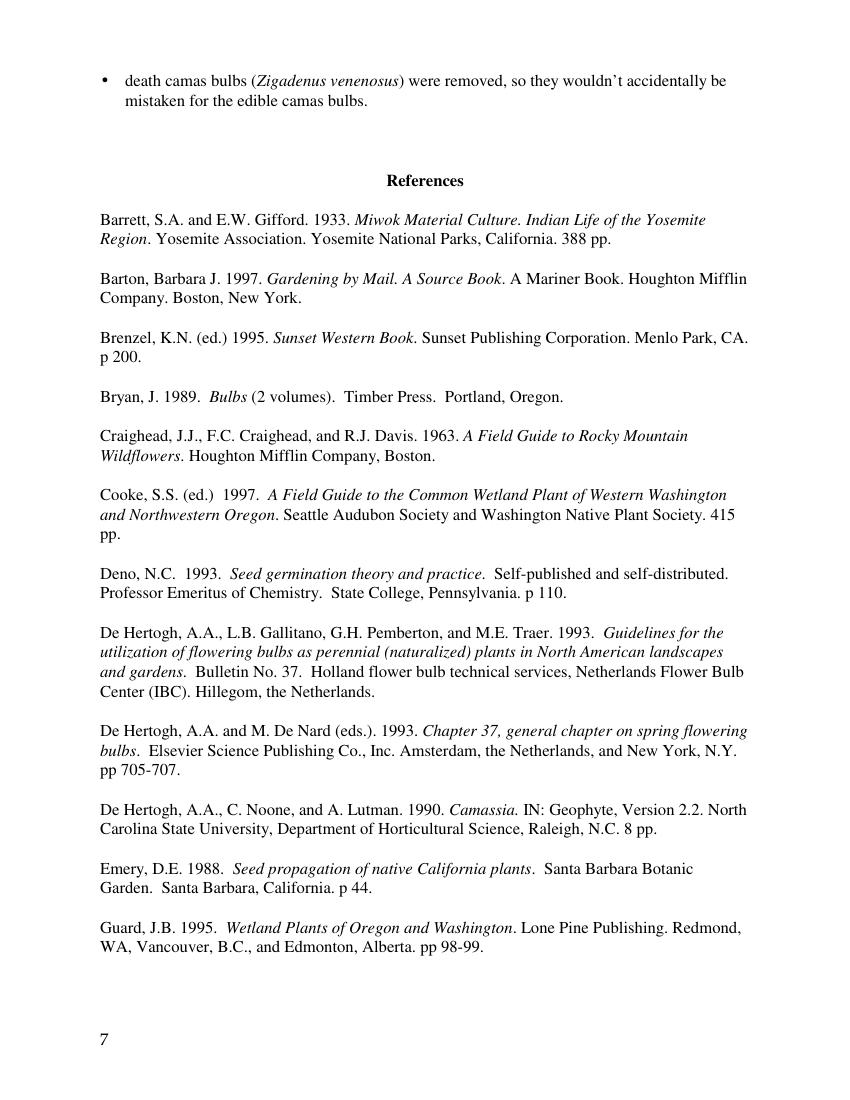 • death camas bulbs (Zigadenus venenosus) were removed, so they wouldn't accidentally be
mistaken for the edible camas bulbs.
References
Barrett, S.A. and E.W. Gifford. 1933. Miwok Material Culture. Indian Life of the Yosemite
Region. Yosemite Association. Yosemite National Parks, California. 388 pp.
Barton, Barbara J. 1997. Gardening by Mail. A Source Book. A Mariner Book. Houghton Mifflin
Company. Boston, New York.
Brenzel, K.N. (ed.) 1995. Sunset Western Book. Sunset Publishing Corporation. Menlo Park, CA.
p 200.
Bryan, J. 1989. Bulbs (2 volumes). Timber Press. Portland, Oregon.
Craighead, J.J., F.C. Craighead, and R.J. Davis. 1963. A Field Guide to Rocky Mountain
Wildflowers. Houghton Mifflin Company, Boston.
Cooke, S.S. (ed.) 1997. A Field Guide to the Common Wetland Plant of Western Washington
and Northwestern Oregon. Seattle Audubon Society and Washington Native Plant Society. 415
pp.
Deno, N.C. 1993. Seed germination theory and practice. Self-published and self-distributed.
Professor Emeritus of Chemistry. State College, Pennsylvania. p 110.
De Hertogh, A.A., L.B. Gallitano, G.H. Pemberton, and M.E. Traer. 1993. Guidelines for the
utilization of flowering bulbs as perennial (naturalized) plants in North American landscapes
and gardens. Bulletin No. 37. Holland flower bulb technical services, Netherlands Flower Bulb
Center (IBC). Hillegom, the Netherlands.
De Hertogh, A.A. and M. De Nard (eds.). 1993. Chapter 37, general chapter on spring flowering
bulbs. Elsevier Science Publishing Co., Inc. Amsterdam, the Netherlands, and New York, N.Y.
pp 705-707.
De Hertogh, A.A., C. Noone, and A. Lutman. 1990. Camassia. IN: Geophyte, Version 2.2. North
Carolina State University, Department of Horticultural Science, Raleigh, N.C. 8 pp.
Emery, D.E. 1988. Seed propagation of native California plants. Santa Barbara Botanic
Garden. Santa Barbara, California. p 44.
Guard, J.B. 1995. Wetland Plants of Oregon and Washington. Lone Pine Publishing. Redmond,
WA, Vancouver, B.C., and Edmonton, Alberta. pp 98-99.
7